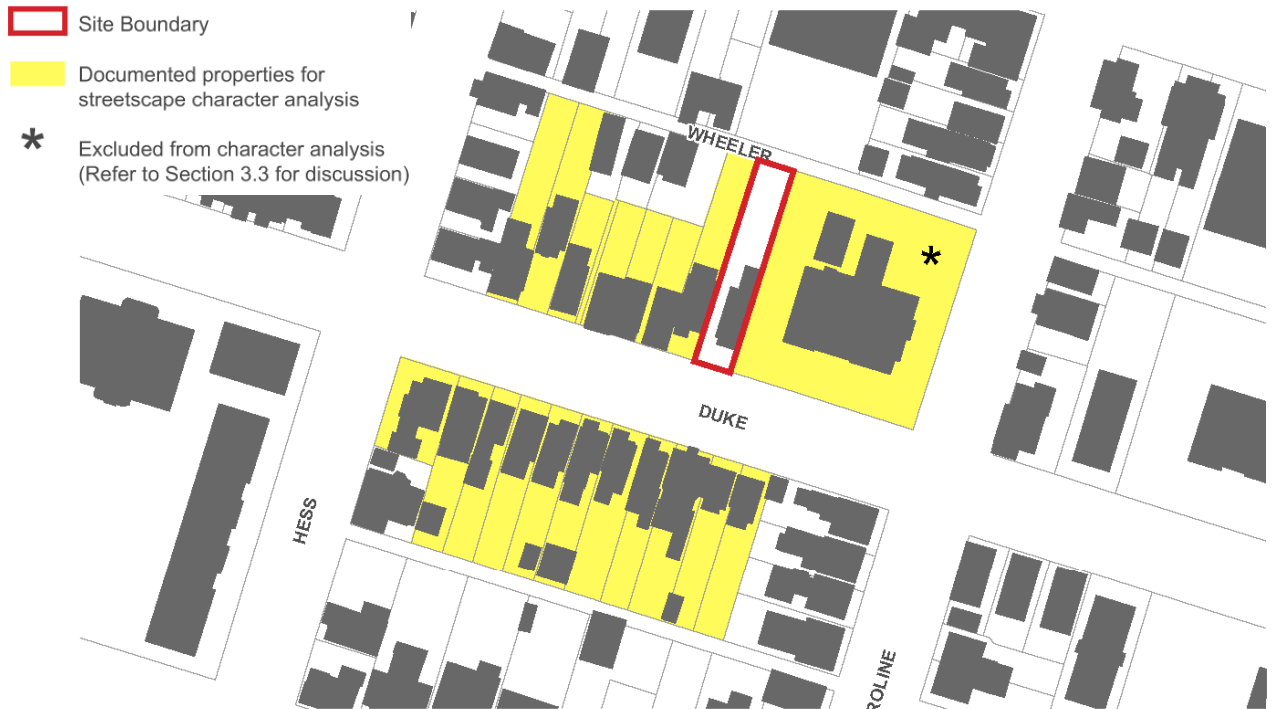 Site Boundary
Documented properties for
streetscape character analysis
*
Excluded from character analysis
(Refer to Section 3.3 for discussion)
WHEELER
*
DUKE
HESS
ROLINE